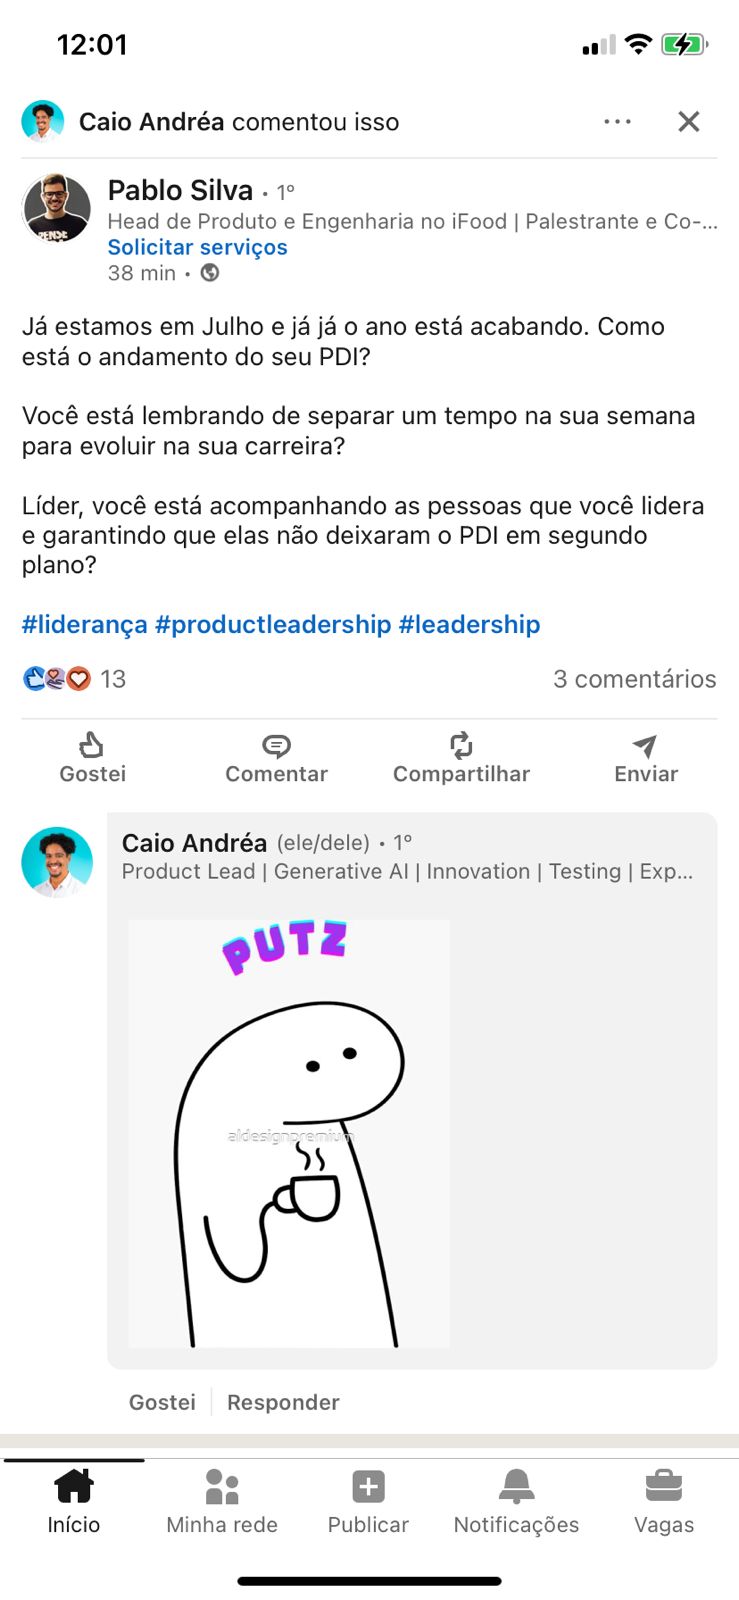 12:01
Caio Andréa comentou isso
Pablo Silva • 1º
Head de Produto e Engenharia no iFood | Palestrante e Co-...
Solicitar serviços
38 min •
Já estamos em Julho e já já o ano está acabando. Como
está o andamento do seu PDI?
Você está lembrando de separar um tempo na sua semana
para evoluir na sua carreira?
Líder, você está acompanhando as pessoas que você lidera
e garantindo que elas não deixaram o PDI em segundo
plano?
#liderança #productleadership #leadership
13 3 comentários
Gostei Comentar Compartilhar Enviar
Caio Andréa (ele/dele) • 1º
Product Lead | Generative AI | Innovation | Testing | Exp...
PUTZ
aldesignpremium
Gostei Responder
Início Minha rede Publicar Notificações Vagas